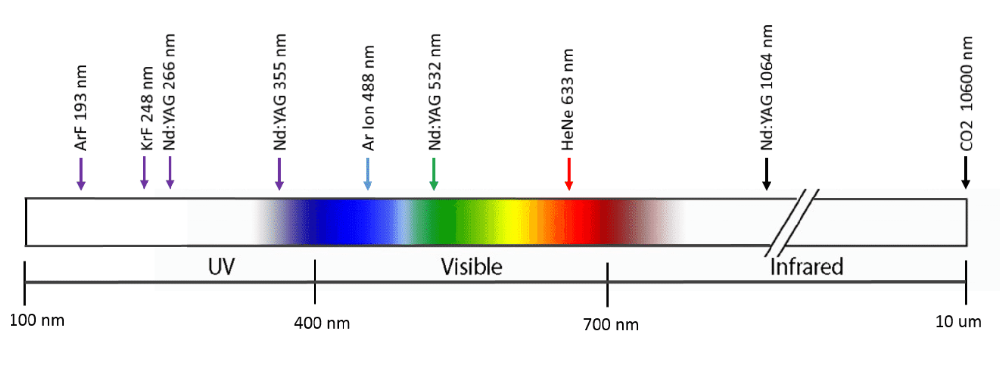 ArF 193 nm
KrF 248 nm
Nd:YAG 266 nm
Nd:YAG 355 nm
Ar Ion 488 nm
Nd:YAG 532 nm
HeNe 633 nm
Nd:YAG 1064 nm
CO2 10600 nm
UV
Visible
Infrared
100 nm
400 nm
700 nm
10 um